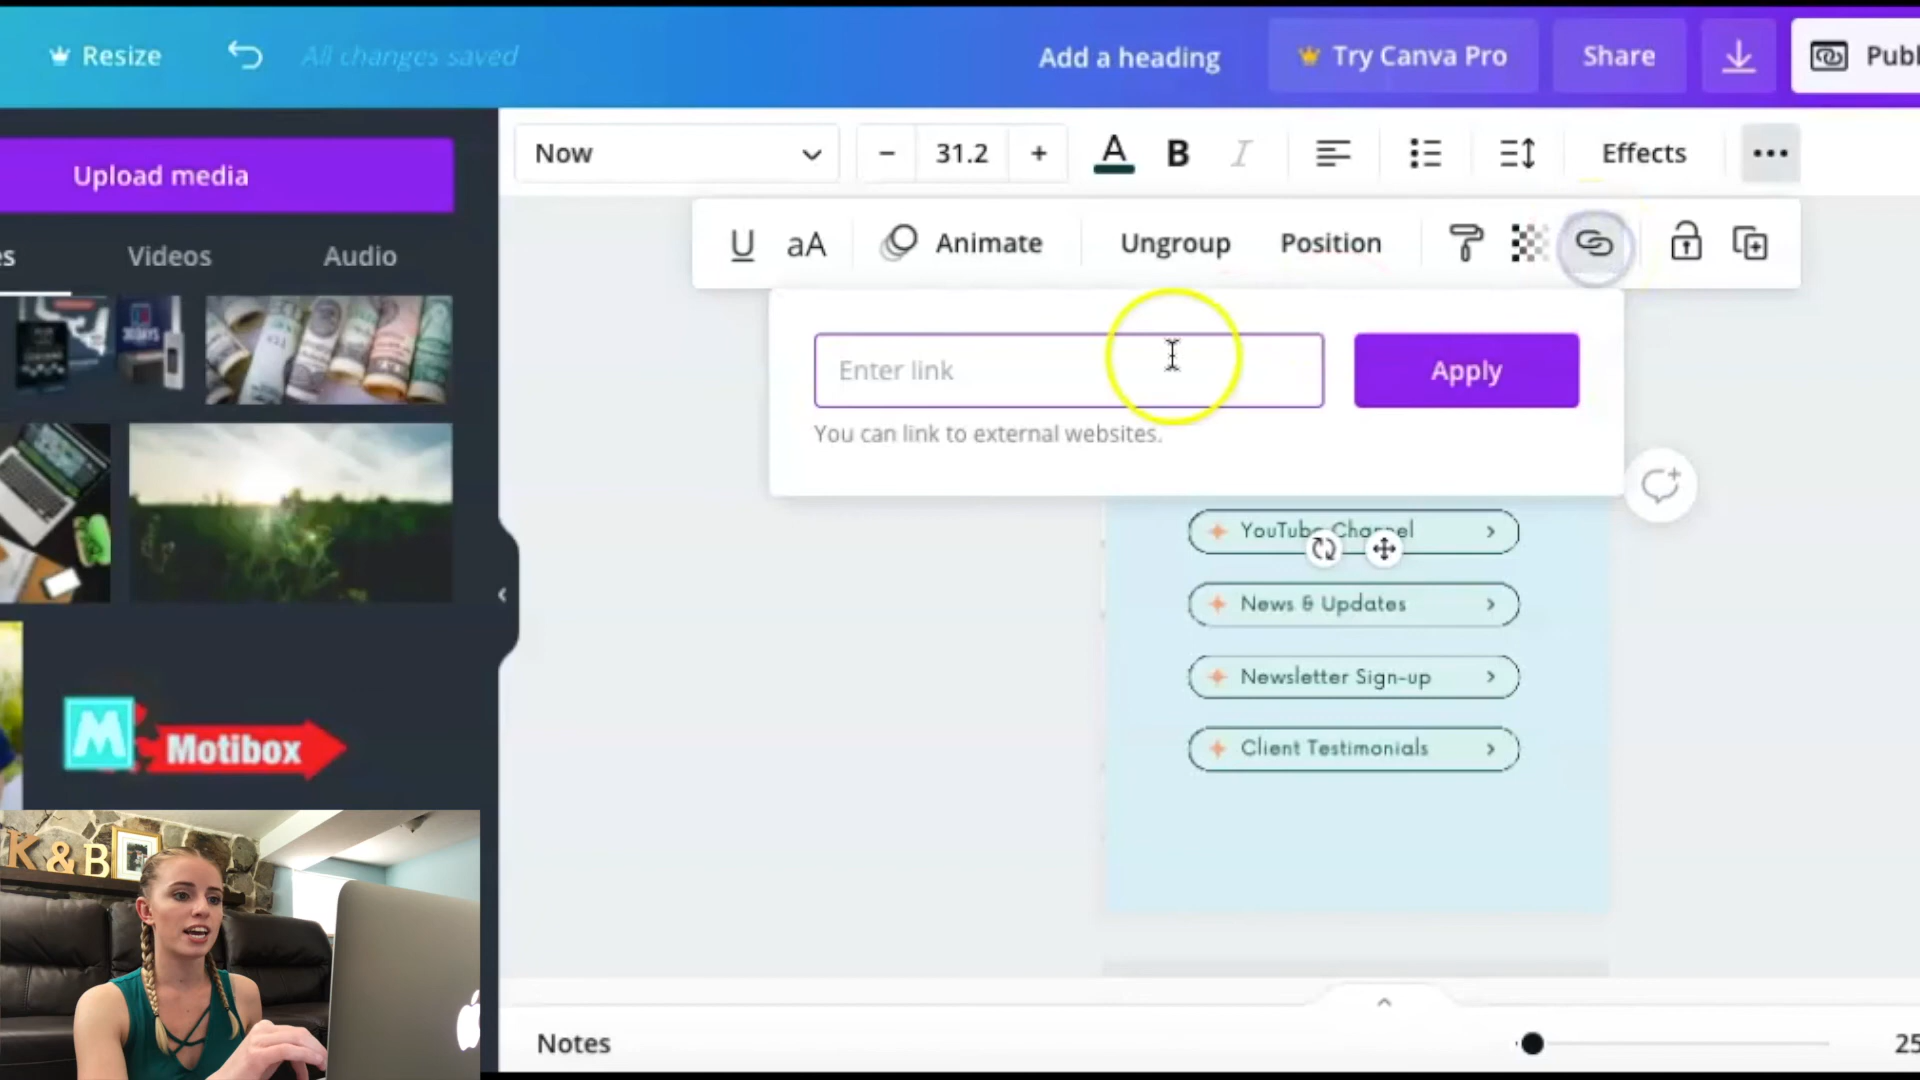 Resize
All changes saved
Add a heading
Try Canva Pro
Share
Publ
Upload media
Now
31.2
A
B
I
Effects
U
aA
Animate
Ungroup
Position
s
Videos
Audio
Enter link
Apply
You can link to external websites.
YouTube Channel
News & Updates
Newsletter Sign-up
Client Testimonials
M
Motibox
K & B
Notes
25